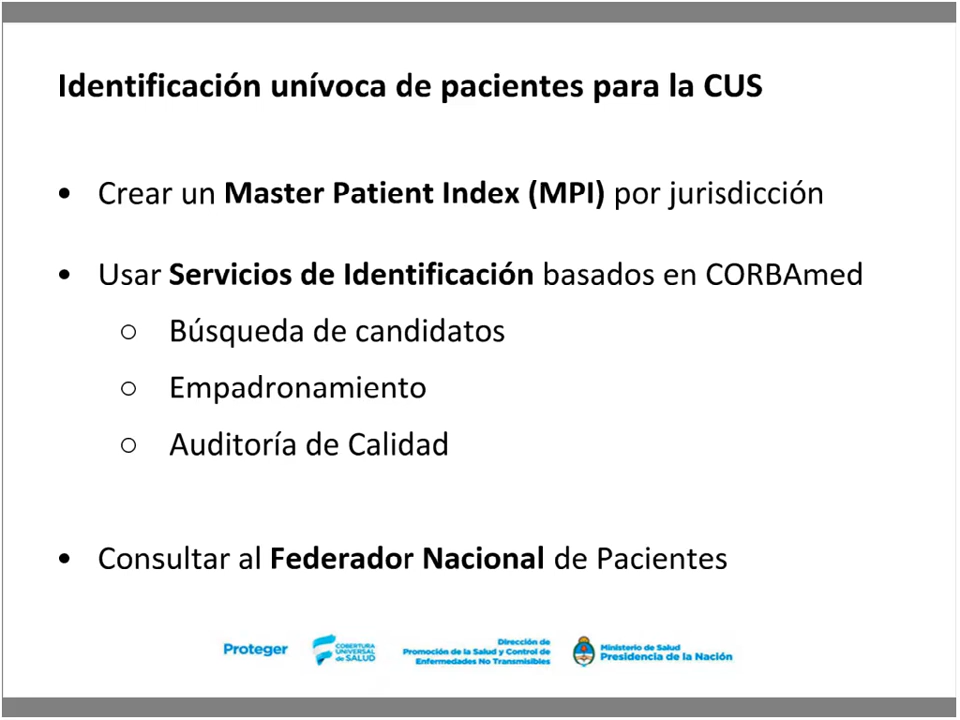 Identificación unívoca de pacientes para la CUS
• Crear un Master Patient Index (MPI) por jurisdicción
• Usar Servicios de Identificación basados en CORBAmed
○ Búsqueda de candidatos
○ Empadronamiento
○ Auditoría de Calidad
• Consultar al Federador Nacional de Pacientes
Proteger
COBERTURA
UNIVERSAL
de SALUD
Dirección de
Promoción de la Salud y Control de
Enfermedades No Transmisibles
Ministerio de Salud
Presidencia de la Nación